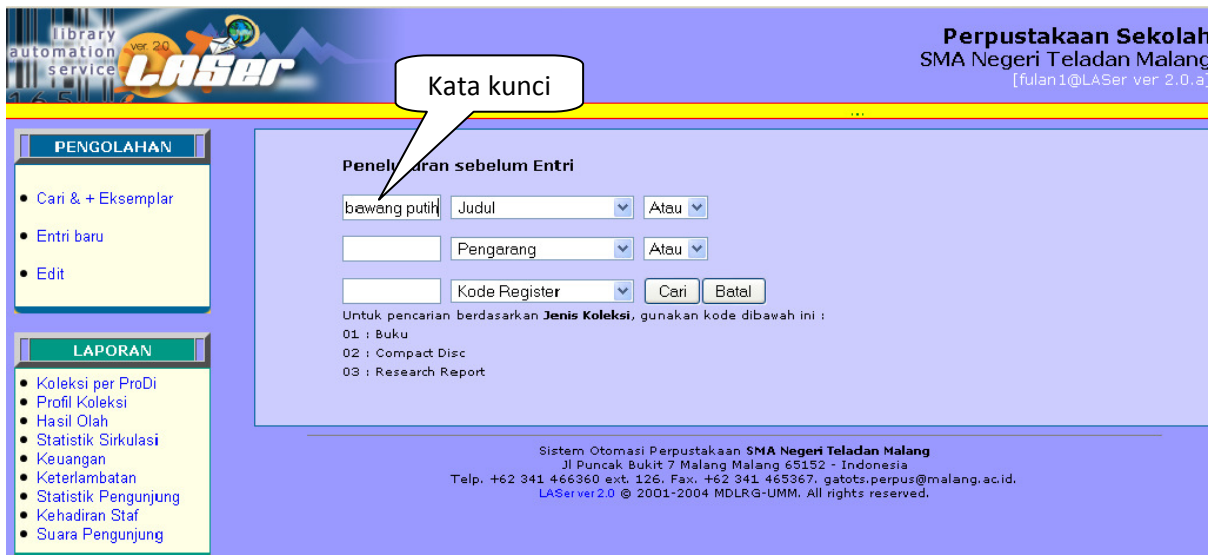 library
automation
service
ver. 2.0
LASer
Perpustakaan Sekolah
SMA Negeri Teladan Malang
[fulan1@LASer ver 2.0.a]
Kata kunci
PENGOLAHAN
Cari & + Eksemplar
Entri baru
Edit
LAPORAN
Koleksi per ProDi
Profil Koleksi
Hasil Olah
Statistik Sirkulasi
Keuangan
Keterlambatan
Statistik Pengunjung
Kehadiran Staf
Suara Pengunjung
sebelum Entri
bawang putih Judul Atau
Pengarang Atau
Kode Register Cari Batal
Untuk pencarian berdasarkan Jenis Koleksi, gunakan kode dibawah ini :
01 : Buku
02 : Compact Disc
03 : Research Report
Sistem Otomasi Perpustakaan SMA Negeri Teladan Malang
Jl Puncak Bukit 7 Malang Malang 65152 - Indonesia
Telp. +62 341 466360 ext. 126. Fax. +62 341 465367. gatots.perpus@malang.ac.id.
LASer ver 2.0 © 2001-2004 MDLRG-UMM. All rights reserved.